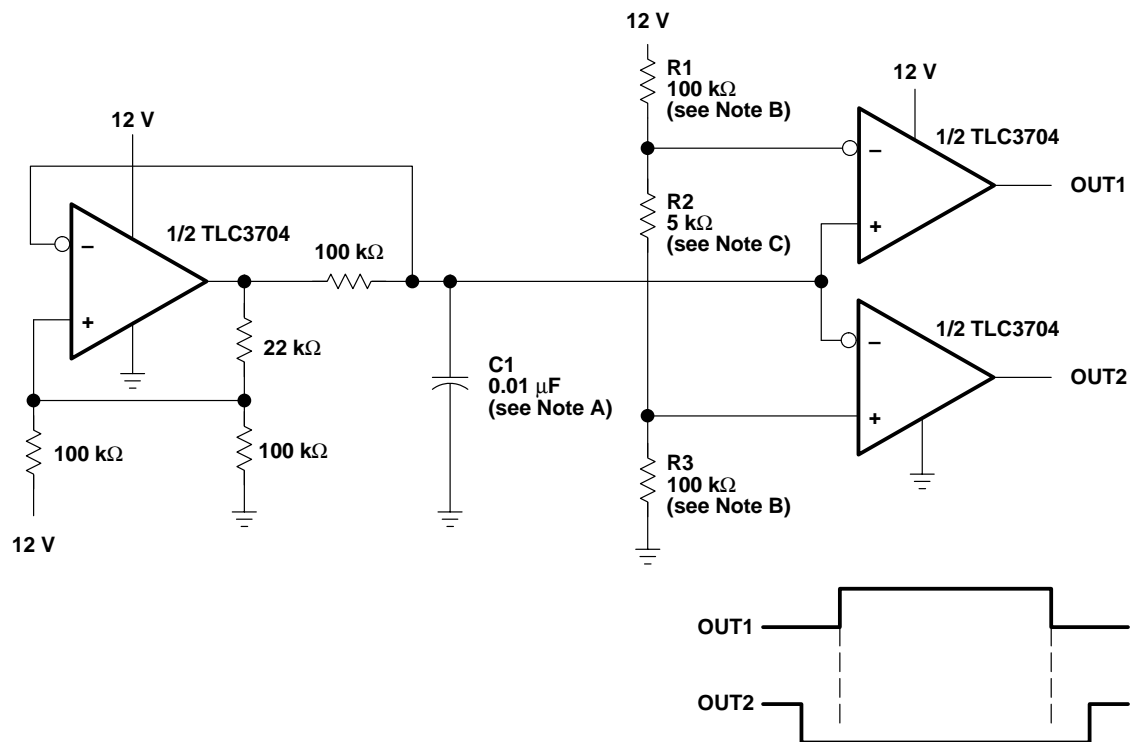 12 V
R1
100 kΩ
(see Note B)
12 V
12 V
1/2 TLC3704
−
OUT1
+
R2
5 kΩ
(see Note C)
1/2 TLC3704
−
+
100 kΩ
22 kΩ
C1
0.01 μF
(see Note A)
1/2 TLC3704
−
OUT2
+
100 kΩ
100 kΩ
R3
100 kΩ
(see Note B)
12 V
OUT1
OUT2